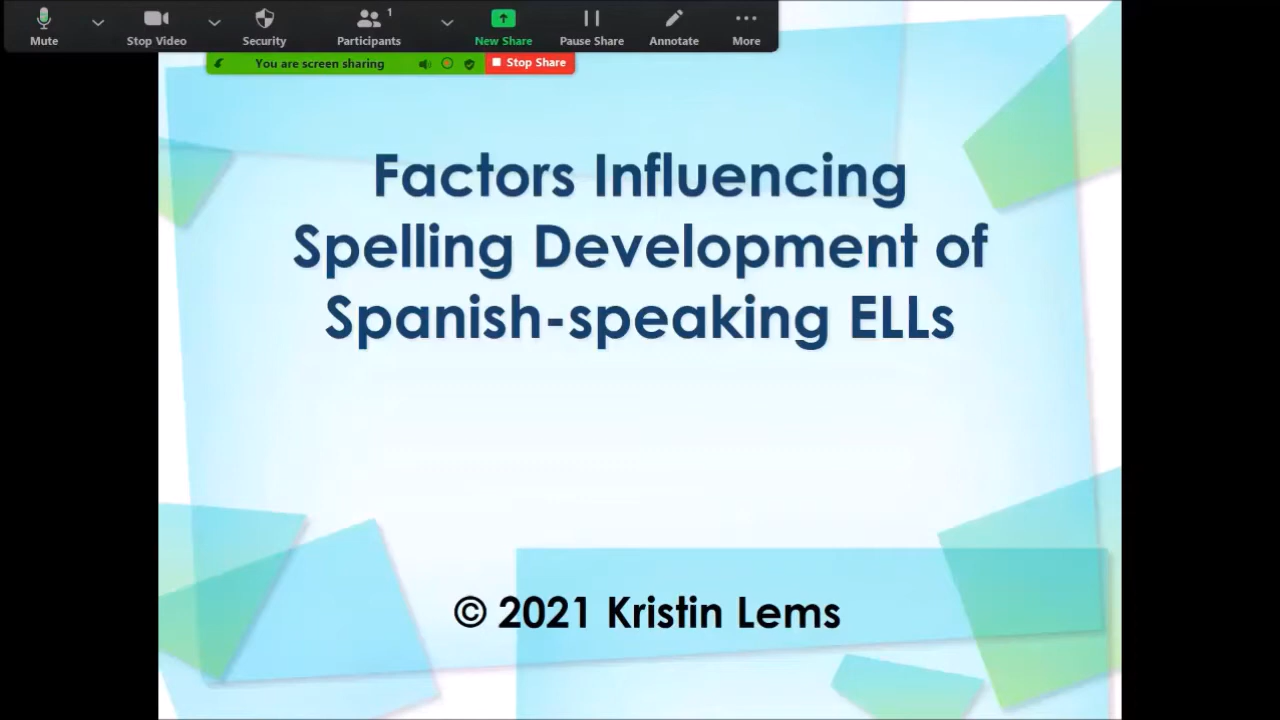 1
Mute Stop Video Security Participants New Share Pause Share Annotate More
You are screen sharing Stop Share
Factors Influencing
Spelling Development of
Spanish-speaking ELLs
© 2021 Kristin Lems